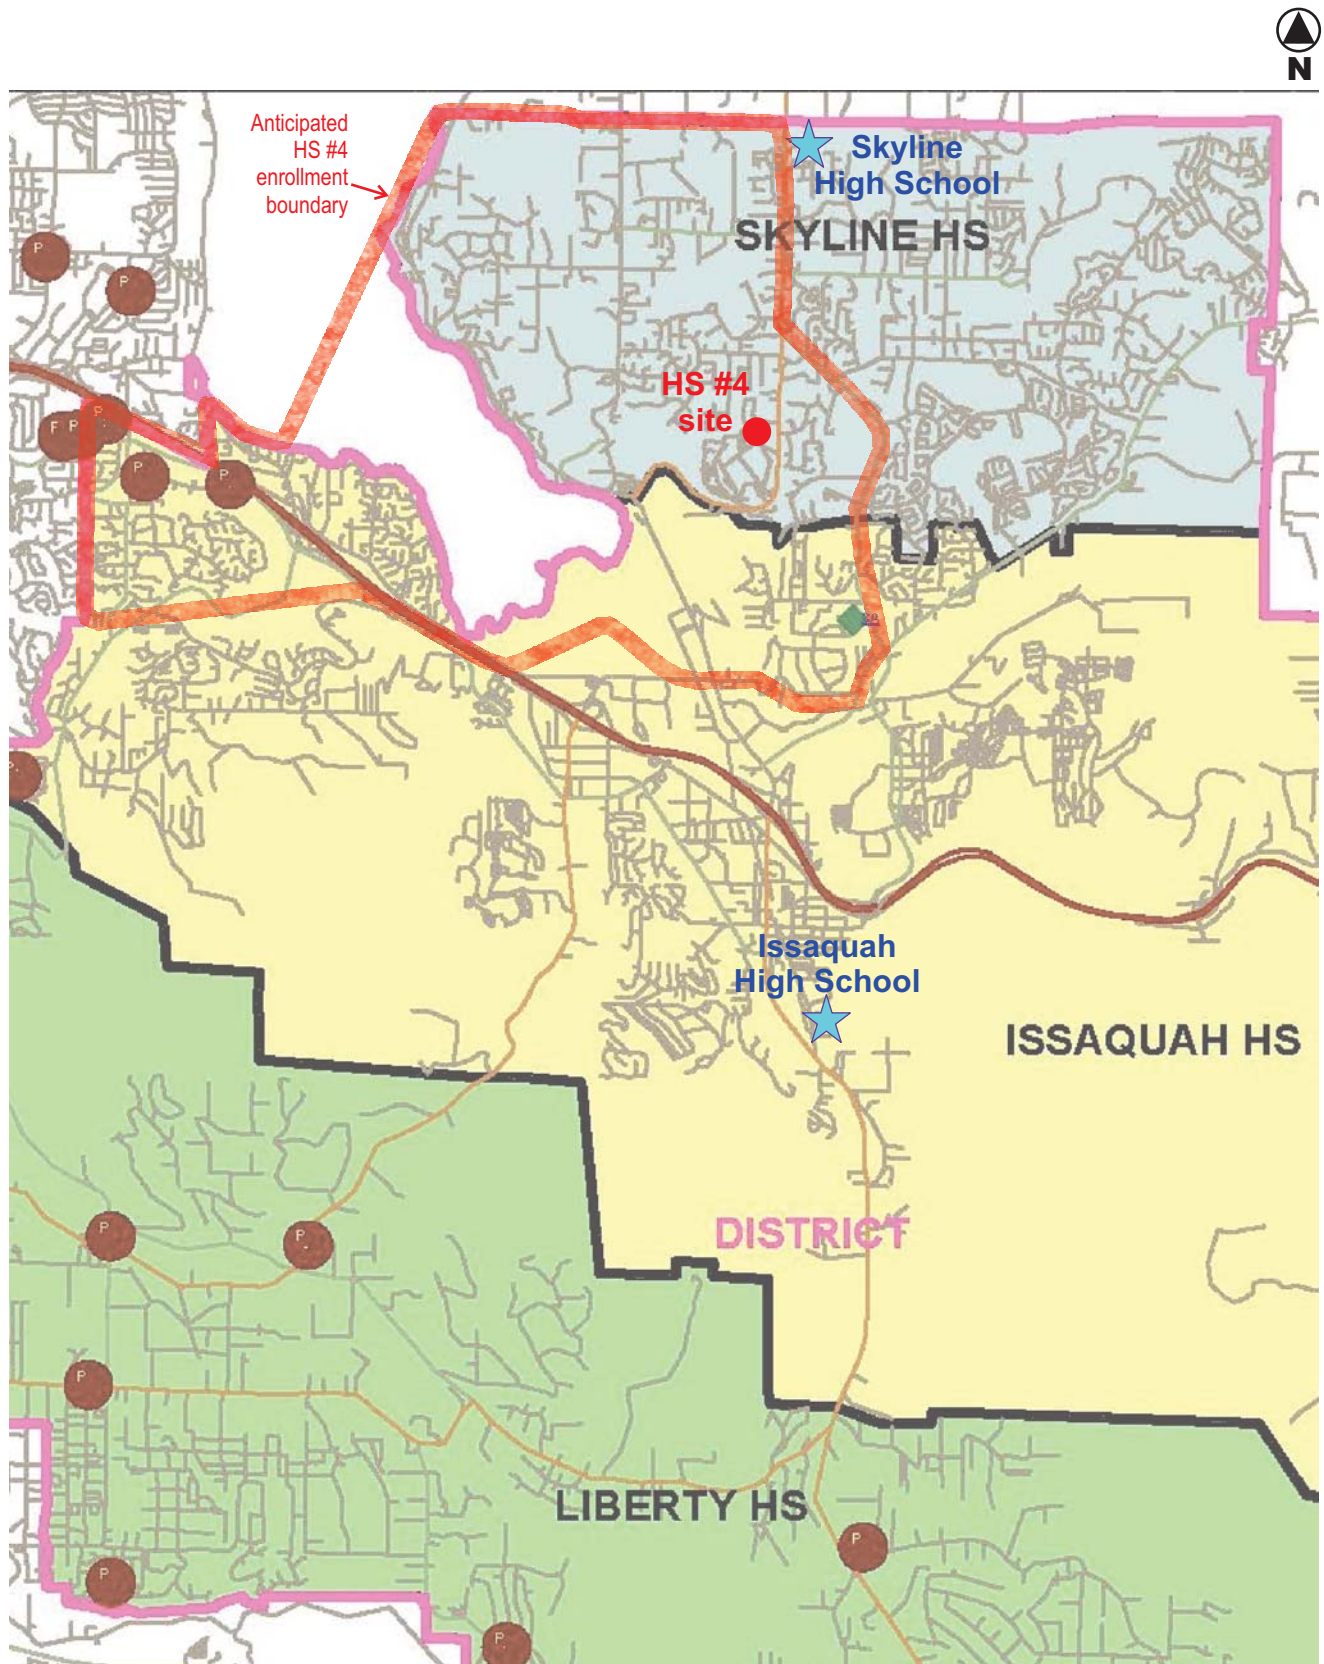 N
Anticipated
HS #4
enrollment
boundary
Skyline
High School
SKYLINE HS
P
P
HS #4
site
P
F P
P
P
P
Issaquah
High School
ISSAQUAH HS
DISTRICT
P
P
P
LIBERTY HS
P
P
P